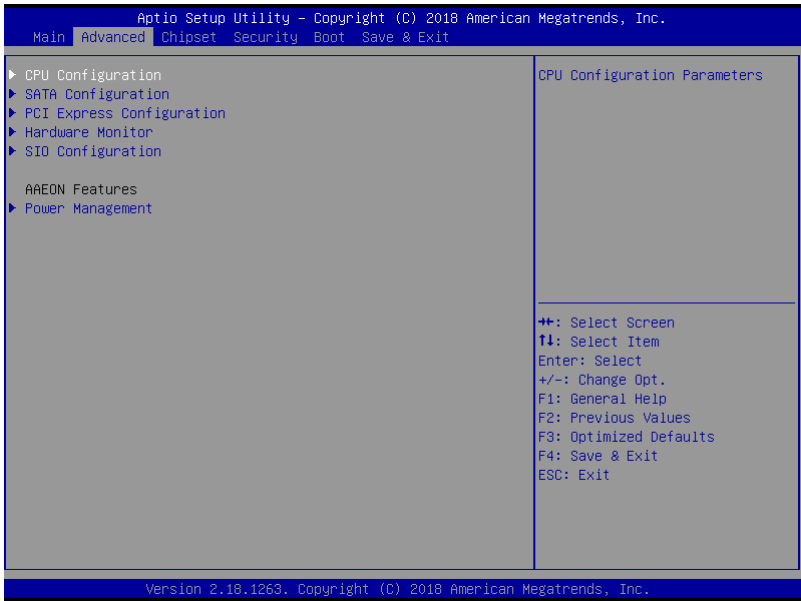 Aptio Setup Utility – Copyright (C) 2018 American Megatrends, Inc.
Main Advanced Chipset Security Boot Save & Exit
CPU Configuration
SATA Configuration
PCI Express Configuration
Hardware Monitor
SIO Configuration
AAEON Features
Power Management
CPU Configuration Parameters
→←: Select Screen
↑↓: Select Item
Enter: Select
+/-: Change Opt.
F1: General Help
F2: Previous Values
F3: Optimized Defaults
F4: Save & Exit
ESC: Exit
Version 2.18.1263. Copyright (C) 2018 American Megatrends, Inc.